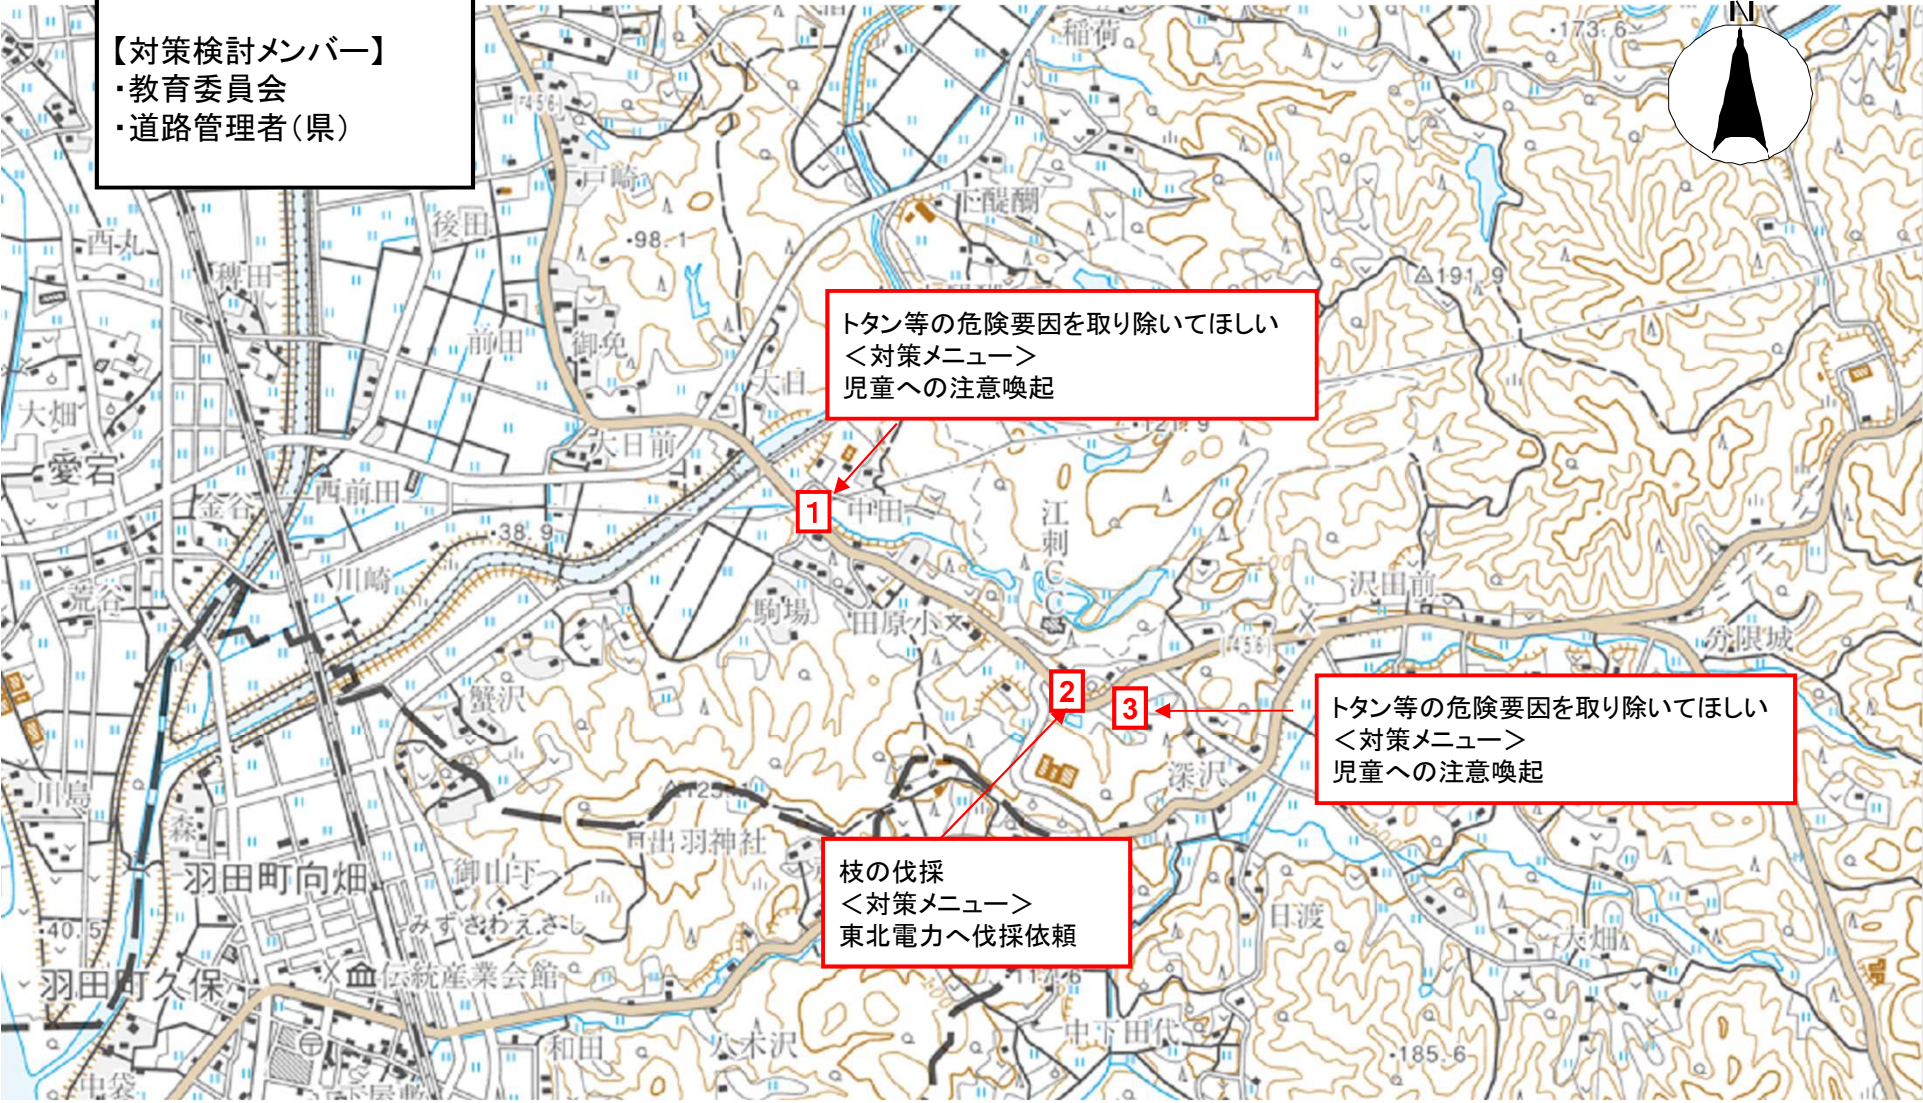 【対策検討メンバー】
・教育委員会
・道路管理者（県）
N
稲荷
・173.6
(456)
戸崎
下醍醐
後田
・98.1
西丸
稗田
△191.9
トタン等の危険要因を取り除いてほしい
＜対策メニュー＞
児童への注意喚起
前田
御免
大日
大畑
・121.9
大日前
愛宕
西前田
金谷
1
中田
江刺CC
・38.9
川崎
荒谷
100
沢田前
駒場
田原小
分限城
(456)
2
3
トタン等の危険要因を取り除いてほしい
＜対策メニュー＞
児童への注意喚起
蟹沢
深沢
川島
森
出羽神社
枝の伐採
＜対策メニュー＞
東北電力へ伐採依頼
羽田町向畑
御山下
みずさわえさし
・40.5
日渡
大畑
羽田町久保
伝統産業会館
和田
八木沢
中下田代
・185.6
中袋